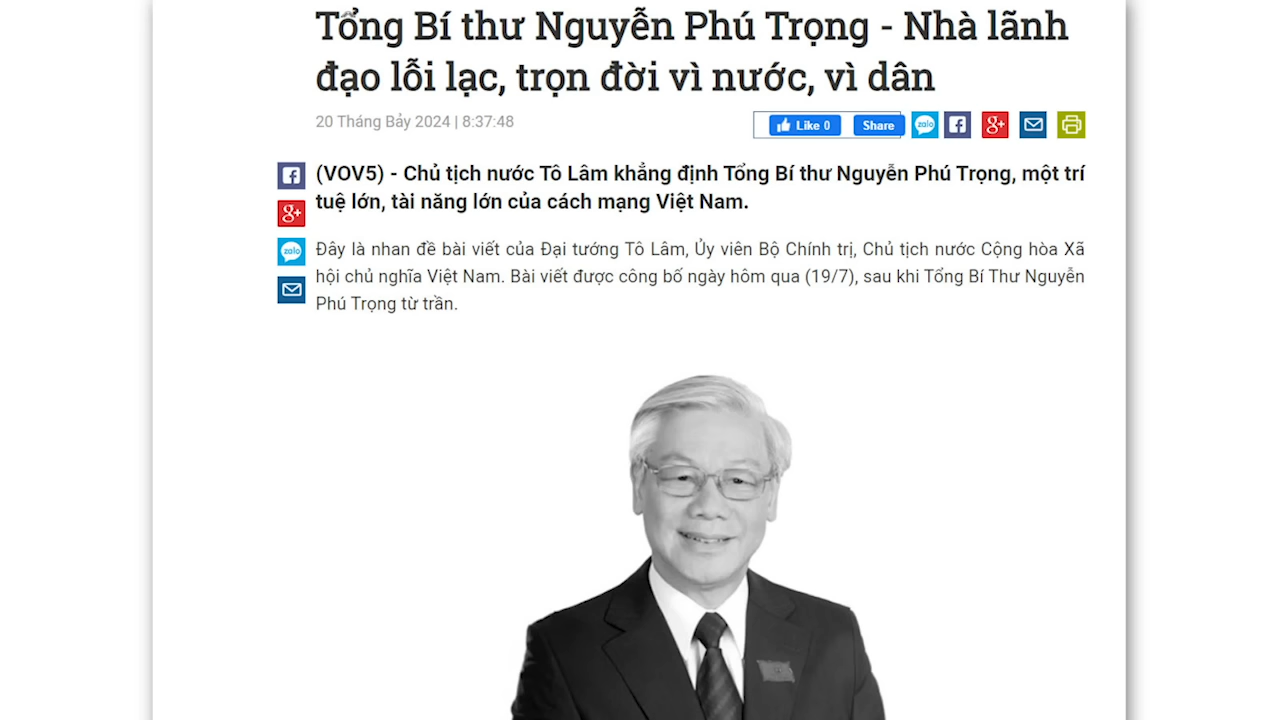 Tổng Bí thư Nguyễn Phú Trọng - Nhà lãnh
đạo lỗi lạc, trọn đời vì nước, vì dân
20 Tháng Bảy 2024 | 8:37:48
Like 0
Share
zalo
g+
g+
(VOV5) - Chủ tịch nước Tô Lâm khẳng định Tổng Bí thư Nguyễn Phú Trọng, một trí
tuệ lớn, tài năng lớn của cách mạng Việt Nam.
zalo
Đây là nhan đề bài viết của Đại tướng Tô Lâm, Ủy viên Bộ Chính trị, Chủ tịch nước Cộng hòa Xã
hội chủ nghĩa Việt Nam. Bài viết được công bố ngày hôm qua (19/7), sau khi Tổng Bí Thư Nguyễn
Phú Trọng từ trần.